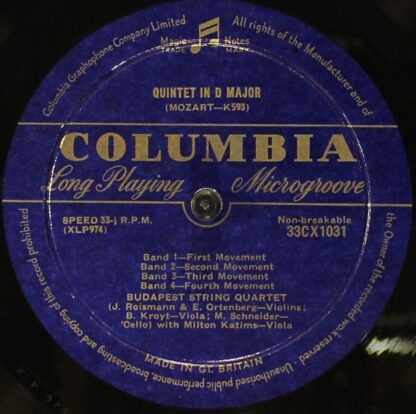 Columbia Graphophone Company Limited
All rights of the Manufacturer and of
the Owner of the recorded work reserved.
Unauthorised public performance, broadcasting
and copying of this record prohibited
Magic Notes
TRADE MARK
QUINTET IN D MAJOR
(MOZART—K593)
COLUMBIA
Long Playing Microgroove
SPEED 33-⅓ R.P.M. Non-breakable
(XLP974) 33CX1031
Band 1—First Movement
Band 2—Second Movement
Band 3—Third Movement
Band 4—Fourth Movement
BUDAPEST STRING QUARTET
(J. Roismann & E. Ortenberg—Violins;
B. Kroyt—Viola; M. Schneider—
'Cello) with Milton Katims—Viola
MADE IN GT. BRITAIN